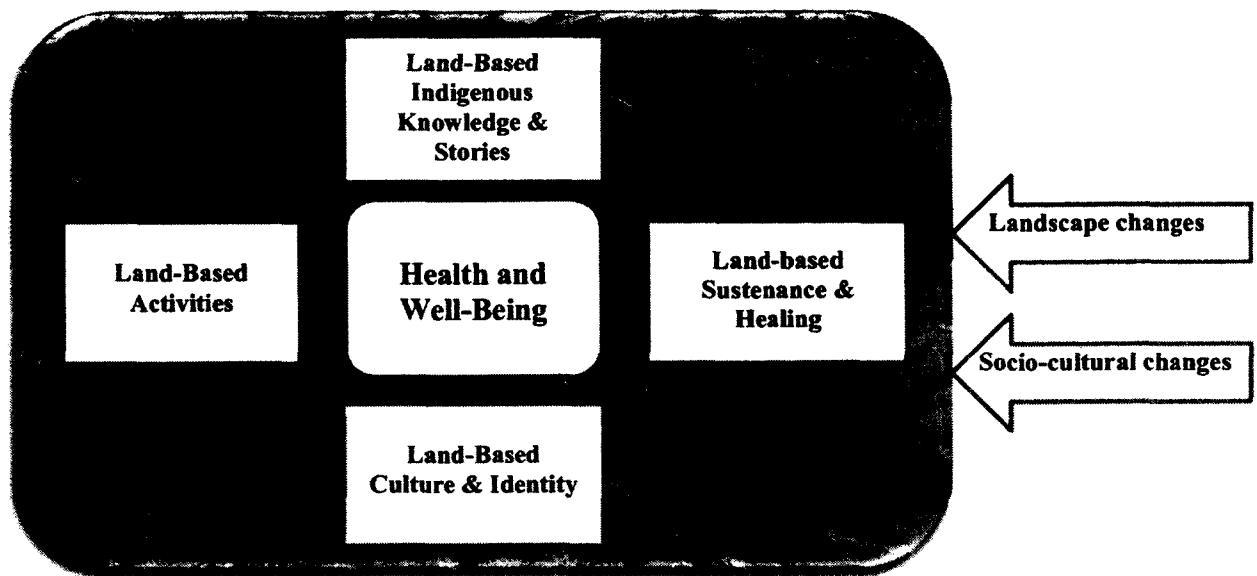 Land-Based
Indigenous
Knowledge &
Stories
Land-Based
Activities
Health and
Well-Being
Land-based
Sustenance &
Healing
Landscape changes
Socio-cultural changes
Land-Based
Culture & Identity